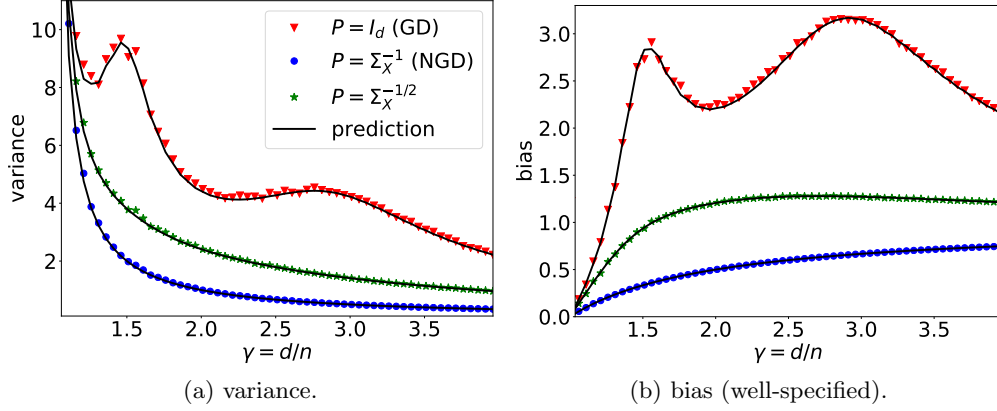 10
8
6
4
2
variance
P = I_d (GD)
P = Σ_X^{-1} (NGD)
P = Σ_X^{-1/2}
prediction
1.5 2.0 2.5 3.0 3.5
γ = d/n
(a) variance.
3.0
2.5
2.0
1.5
1.0
0.5
0.0
bias
1.5 2.0 2.5 3.0 3.5
γ = d/n
(b) bias (well-specified).